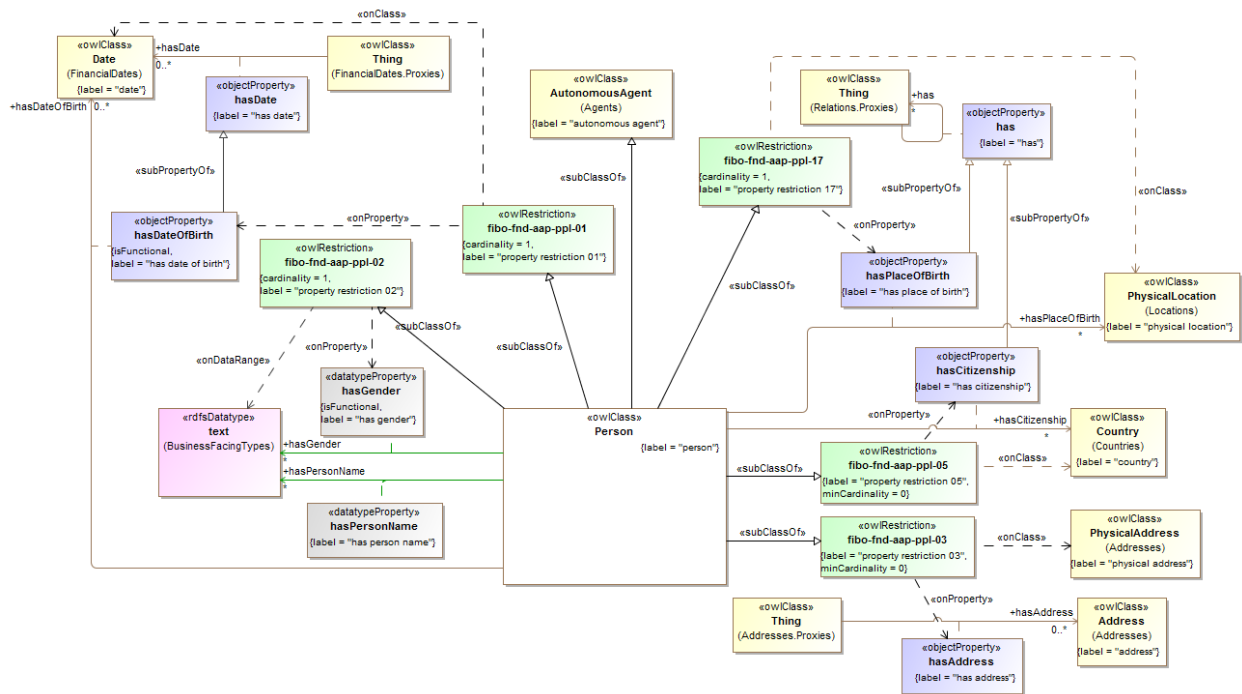 «onClass»
«owlClass»
Date
(FinancialDates)
{label = "date"}
+hasDate
0..*
«owlClass»
Thing
(FinancialDates.Proxies)
+hasDateOfBirth
0..*
«objectProperty»
hasDate
{label = "has date"}
«owlClass»
AutonomousAgent
(Agents)
{label = "autonomous agent"}
«owlClass»
Thing
(Relations.Proxies)
+has
*
«objectProperty»
has
{label = "has"}
«subPropertyOf»
«subClassOf»
«owlRestriction»
fibo-fnd-aap-ppl-17
{cardinality = 1,
label = "property restriction 17"}
«subPropertyOf»
«subPropertyOf»
«onClass»
«objectProperty»
hasDateOfBirth
{isFunctional,
label = "has date of birth"}
«onProperty»
«owlRestriction»
fibo-fnd-aap-ppl-01
{cardinality = 1,
label = "property restriction 01"}
«owlRestriction»
fibo-fnd-aap-ppl-02
{cardinality = 1,
label = "property restriction 02"}
«onProperty»
«objectProperty»
hasPlaceOfBirth
{label = "has place of birth"}
«subClassOf»
«owlClass»
PhysicalLocation
(Locations)
{label = "physical location"}
+hasPlaceOfBirth
*
«subClassOf»
«subClassOf»
«onProperty»
«onDataRange»
«datatypeProperty»
hasGender
{isFunctional,
label = "has gender"}
«objectProperty»
hasCitizenship
{label = "has citizenship"}
«rdfsDatatype»
text
(BusinessFacingTypes)
+hasGender
*
+hasPersonName
*
«owlClass»
Person
{label = "person"}
«onProperty»
+hasCitizenship
*
«owlClass»
Country
(Countries)
{label = "country"}
«subClassOf»
«owlRestriction»
fibo-fnd-aap-ppl-05
{label = "property restriction 05",
minCardinality = 0}
«onClass»
«datatypeProperty»
hasPersonName
{label = "has person name"}
«subClassOf»
«owlRestriction»
fibo-fnd-aap-ppl-03
{label = "property restriction 03",
minCardinality = 0}
«onClass»
«owlClass»
PhysicalAddress
(Addresses)
{label = "physical address"}
«onProperty»
«owlClass»
Thing
(Addresses.Proxies)
+hasAddress
0..*
«owlClass»
Address
(Addresses)
{label = "address"}
«objectProperty»
hasAddress
{label = "has address"}